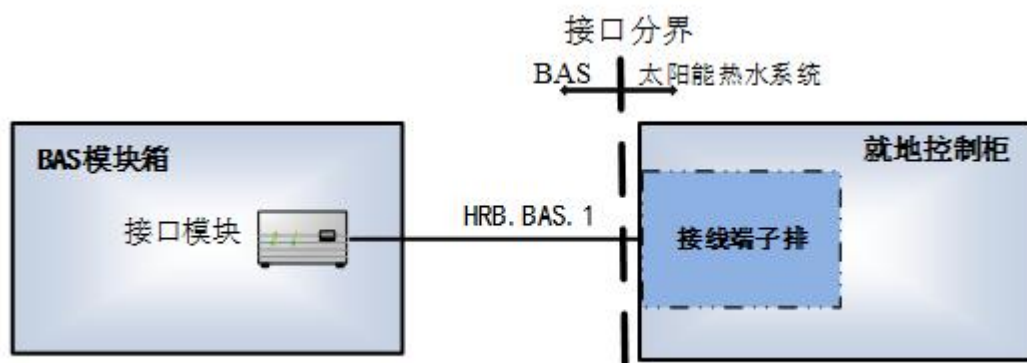 接口分界
BAS 太阳能热水系统
BAS模块箱
就地控制柜
接口模块
HRB.BAS.1
接线端子排